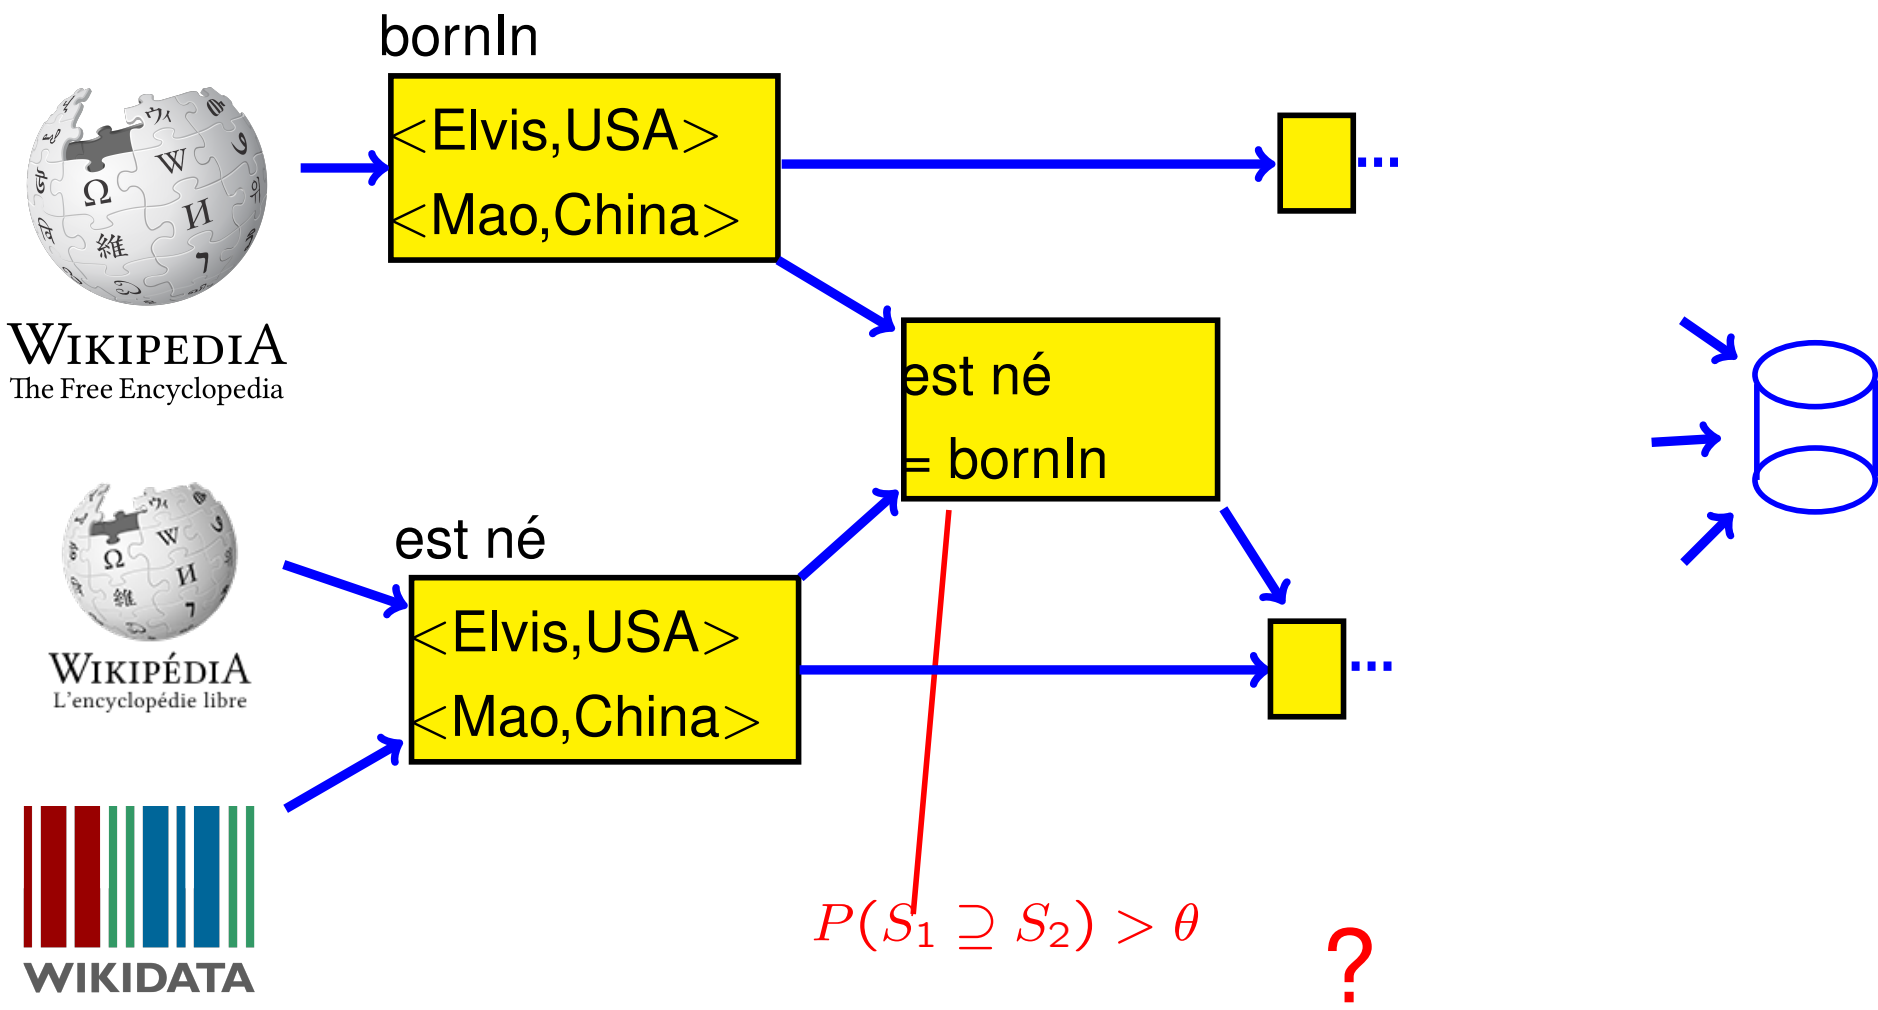 bornIn
<Elvis,USA>
<Mao,China>
...
WIKIPEDIA
The Free Encyclopedia
est né
= bornIn
est né
<Elvis,USA>
<Mao,China>
...
WIKIPÉDIA
L'encyclopédie libre
WIKIDATA
P(S₁ ⊇ S₂) > θ
?